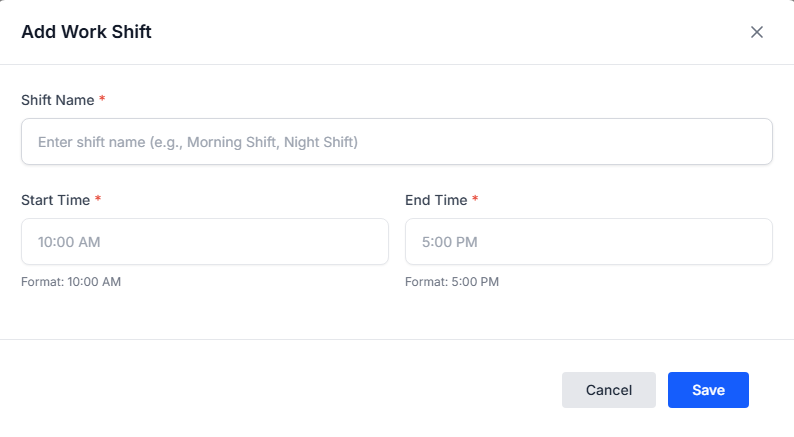 Add Work Shift
Shift Name *
Enter shift name (e.g., Morning Shift, Night Shift)
Start Time * End Time *
10:00 AM 5:00 PM
Format: 10:00 AM Format: 5:00 PM
Cancel Save